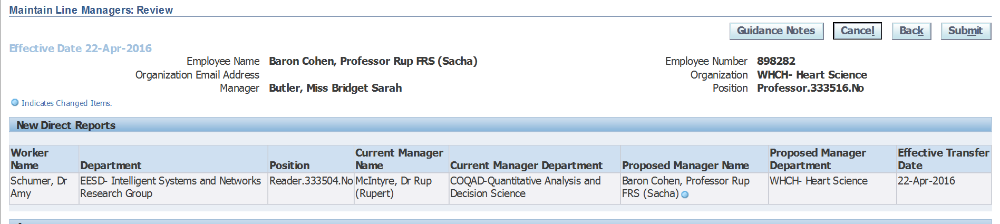 Maintain Line Managers: Review
Guidance Notes Cancel Back Submit
Effective Date 22-Apr-2016
Employee Name Baron Cohen, Professor Rup FRS (Sacha) Employee Number 898282
Organization Email Address Organization WHCH- Heart Science
Manager Butler, Miss Bridget Sarah Position Professor.333516.No
Indicates Changed Items.
New Direct Reports
Worker Current Manager Proposed Manager Effective Transfer
Name Department Position Name Current Manager Department Proposed Manager Name Department Date
Schumer, Dr EESD- Intelligent Systems and Networks Reader.333504.No McIntyre, Dr Rup COQAD-Quantitative Analysis and Baron Cohen, Professor Rup WHCH- Heart Science 22-Apr-2016
Amy Research Group (Rupert) Decision Science FRS (Sacha)